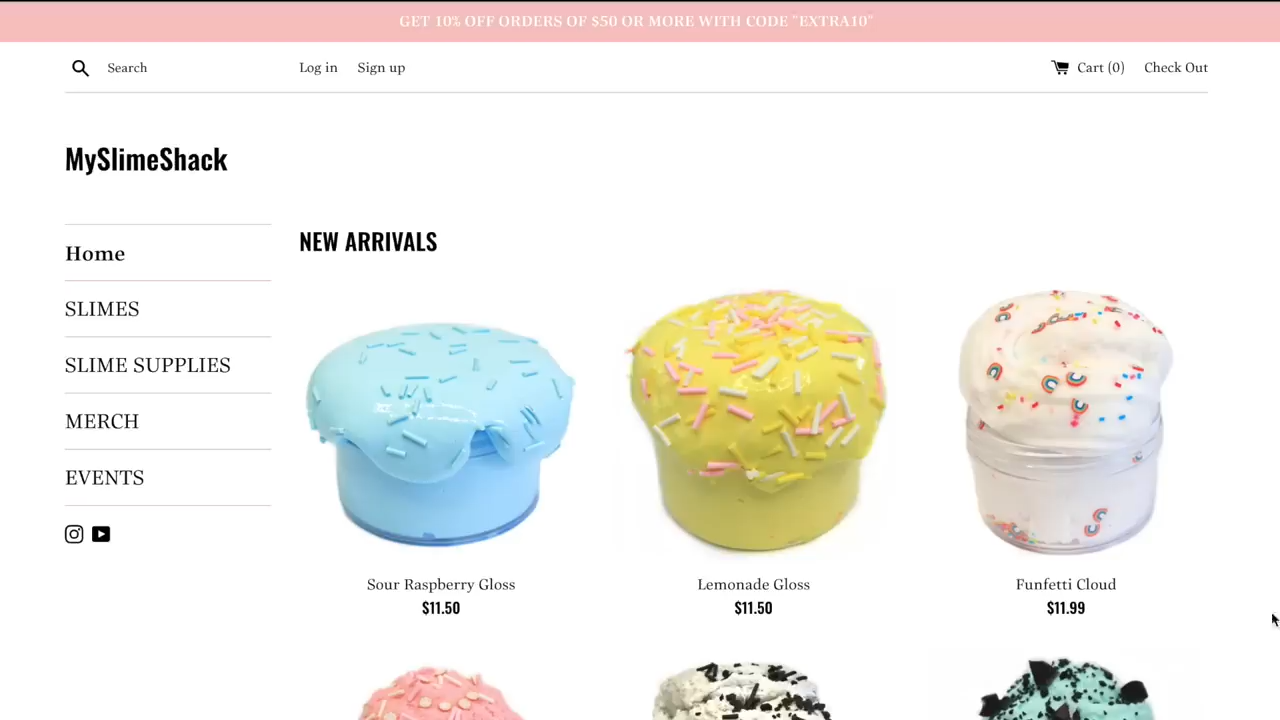 GET 10% OFF ORDERS OF $50 OR MORE WITH CODE "EXTRA10"
Search
Log in
Sign up
Cart (0)
Check Out
MySlimeShack
Home
SLIMES
SLIME SUPPLIES
MERCH
EVENTS
NEW ARRIVALS
Sour Raspberry Gloss
$11.50
Lemonade Gloss
$11.50
Funfetti Cloud
$11.99